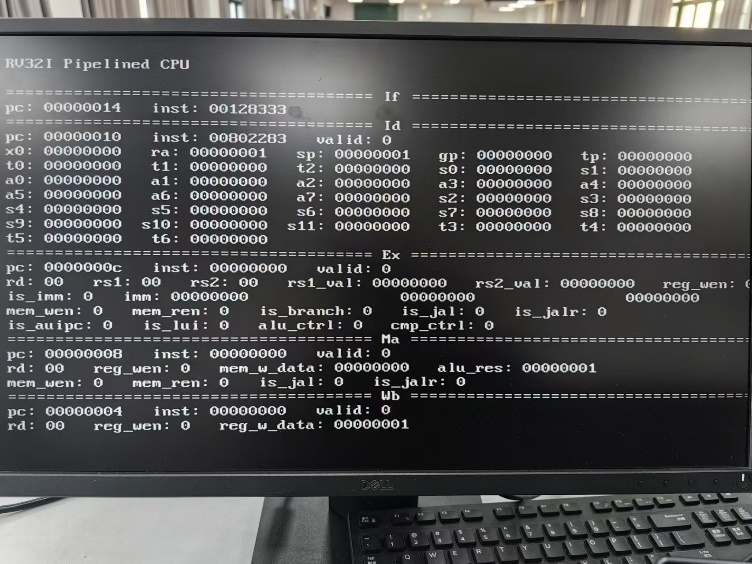 RV32I Pipelined CPU
======================================== If ========================================
pc: 00000014 inst: 00128333
======================================== Id ========================================
pc: 00000010 inst: 00802283 valid: 0
x0: 00000000 ra: 00000001 sp: 00000001 gp: 00000000 tp: 00000000
t0: 00000000 t1: 00000000 t2: 00000000 s0: 00000000 s1: 00000000
a0: 00000000 a1: 00000000 a2: 00000000 a3: 00000000 a4: 00000000
a5: 00000000 a6: 00000000 a7: 00000000 s2: 00000000 s3: 00000000
s4: 00000000 s5: 00000000 s6: 00000000 s7: 00000000 s8: 00000000
s9: 00000000 s10: 00000000 s11: 00000000 t3: 00000000 t4: 00000000
t5: 00000000 t6: 00000000
======================================== Ex ========================================
pc: 0000000c inst: 00000000 valid: 0
rd: 00 rs1: 00 rs2: 00 rs1_val: 00000000 rs2_val: 00000000 reg_wen: 0
is_imm: 0 imm: 00000000 00000000 00000000
mem_wen: 0 mem_ren: 0 is_branch: 0 is_jal: 0 is_jalr: 0
is_auipc: 0 is_lui: 0 alu_ctrl: 0 cmp_ctrl: 0
======================================== Ma ========================================
pc: 00000008 inst: 00000000 valid: 0
rd: 00 reg_wen: 0 mem_w_data: 00000000 alu_res: 00000001
mem_wen: 0 mem_ren: 0 is_jal: 0 is_jalr: 0
======================================== Wb ========================================
pc: 00000004 inst: 00000000 valid: 0
rd: 00 reg_wen: 0 reg_w_data: 00000001
DELL